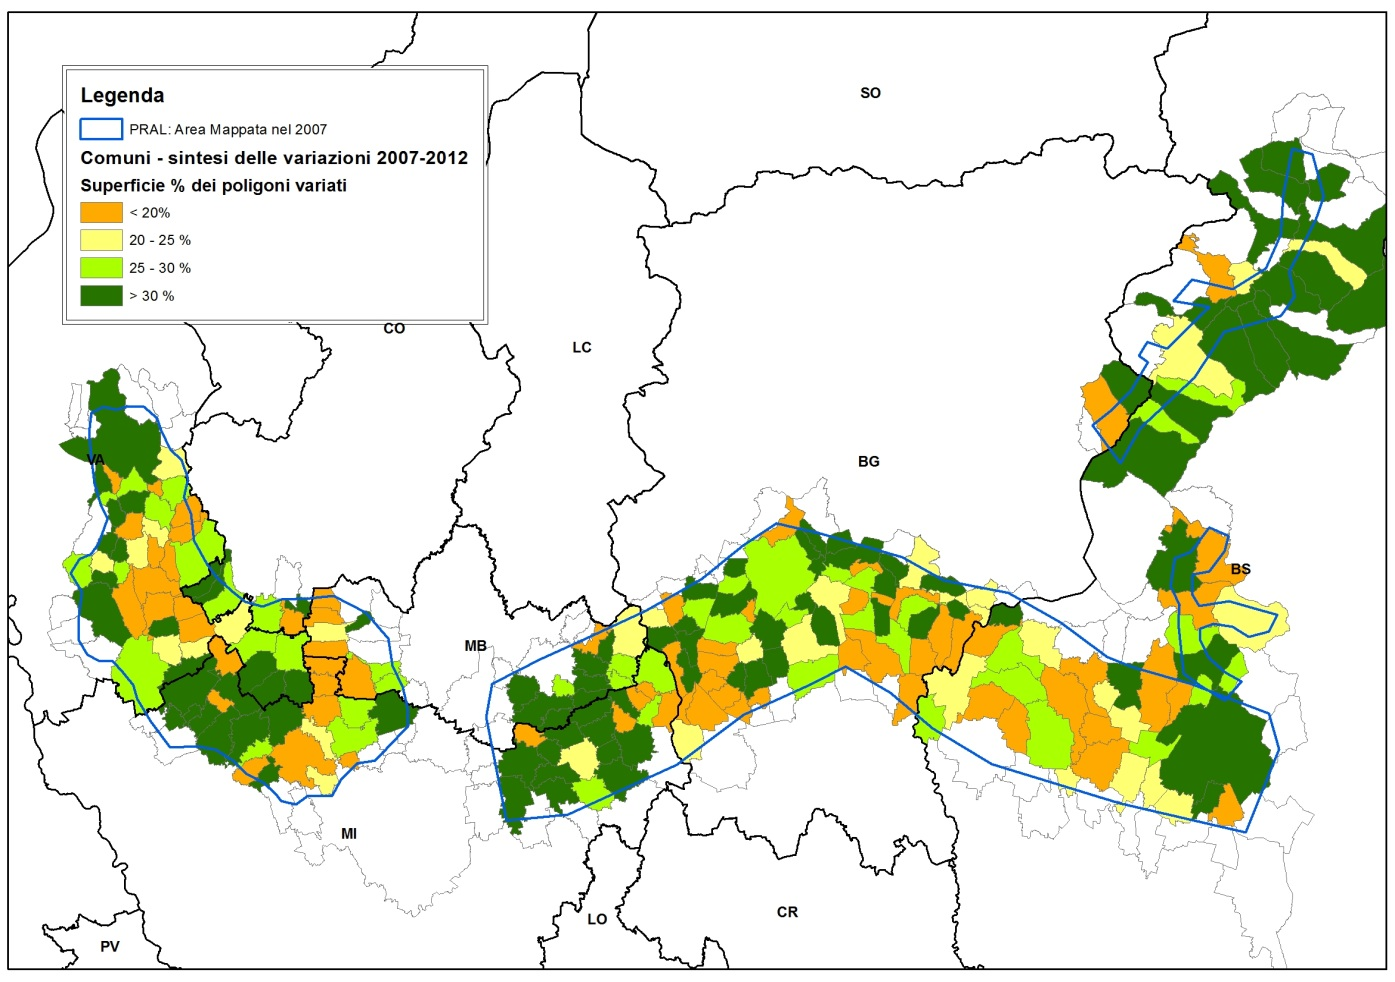 Legenda
PRAL: Area Mappata nel 2007
Comuni - sintesi delle variazioni 2007-2012
Superficie % dei poligoni variati
< 20%
20 - 25 %
25 - 30 %
> 30 %
SO
CO
LC
VA
BG
BS
MB
MI
LO
CR
PV